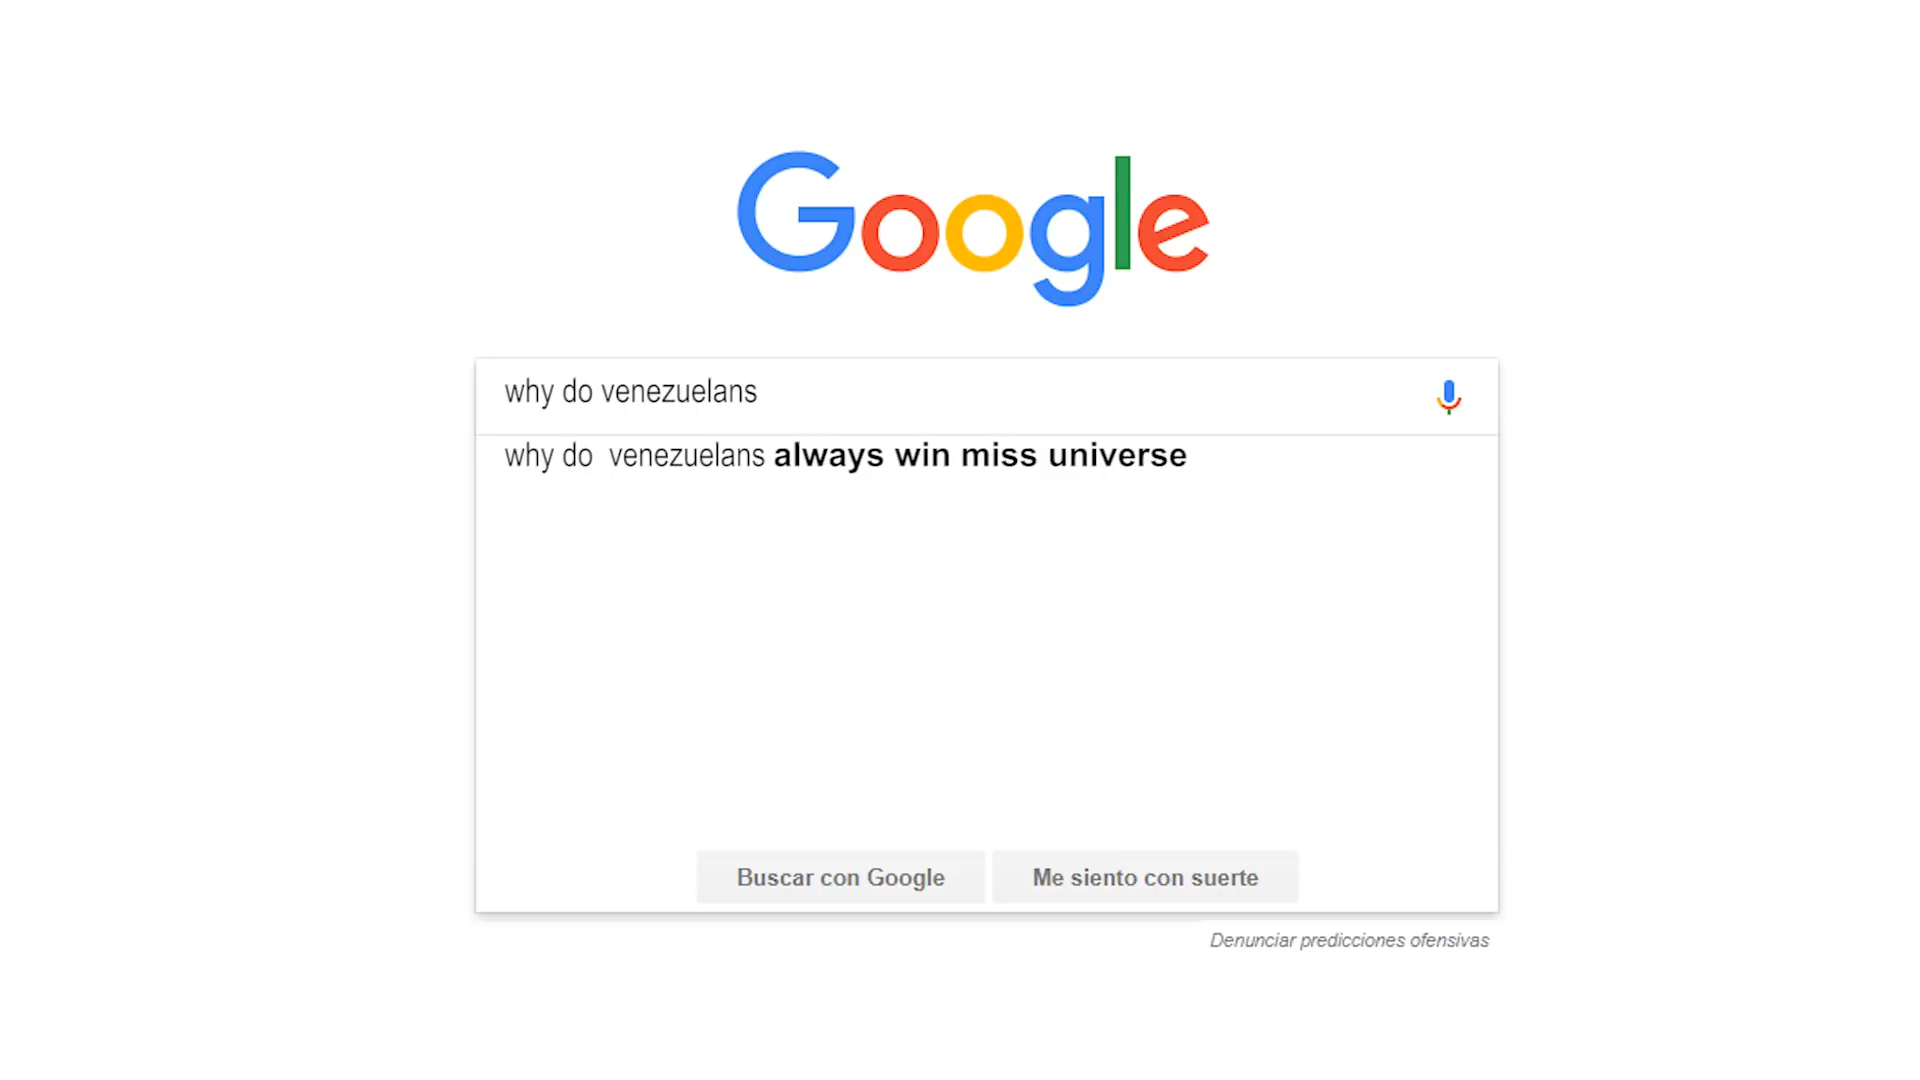 Google
why do venezuelans
why do  venezuelans always win miss universe
Buscar con Google
Me siento con suerte
Denunciar predicciones ofensivas